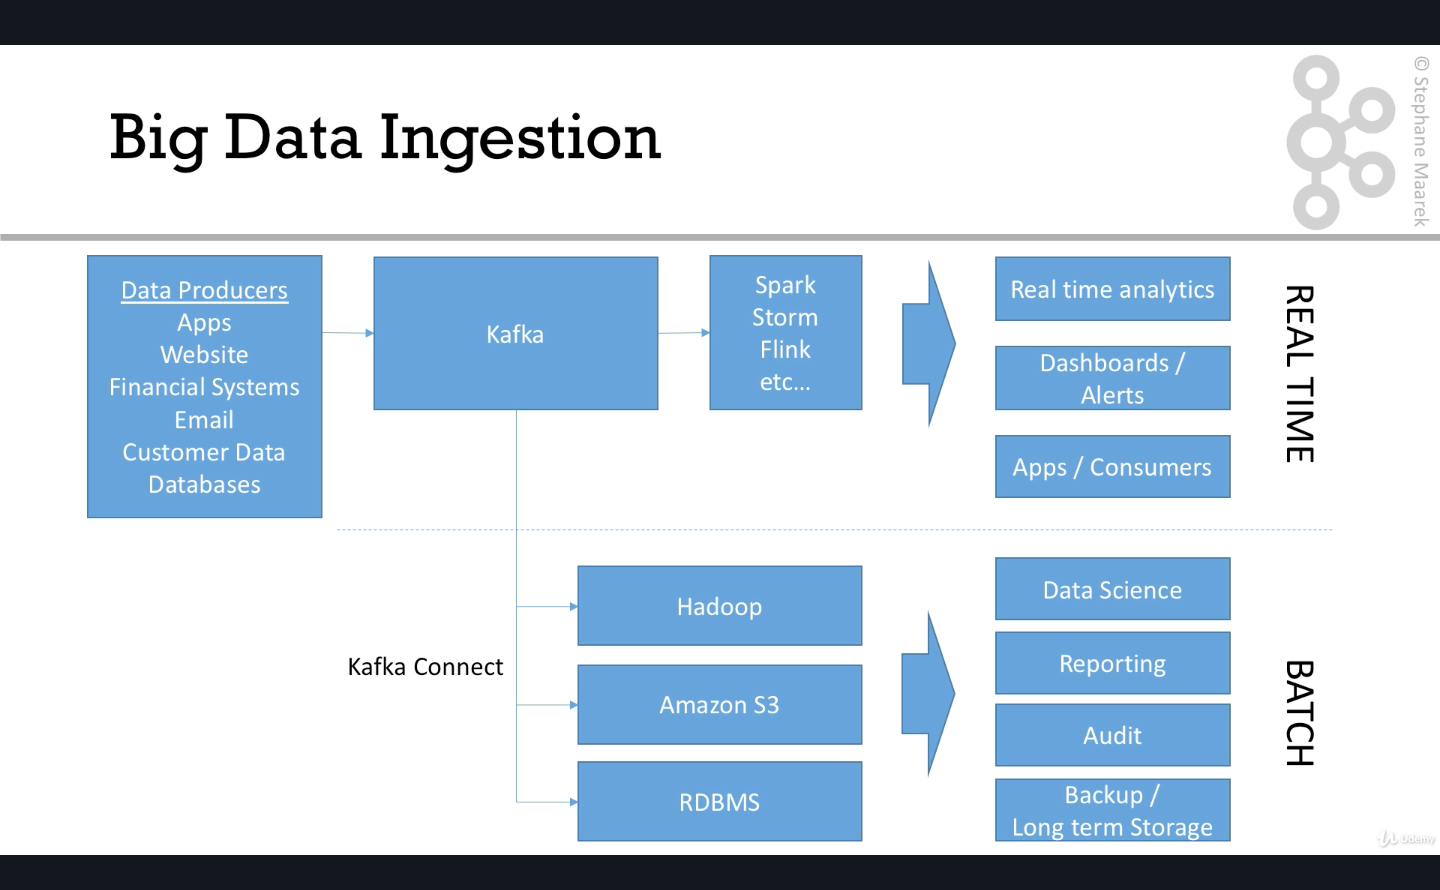 Big Data Ingestion
© Stephane Maarek
Data Producers
Apps
Website
Financial Systems
Email
Customer Data
Databases
Kafka
Spark
Storm
Flink
etc...
Real time analytics
Dashboards /
Alerts
Apps / Consumers
REAL TIME
Kafka Connect
Hadoop
Amazon S3
RDBMS
Data Science
Reporting
Audit
Backup /
Long term Storage
BATCH
Udemy